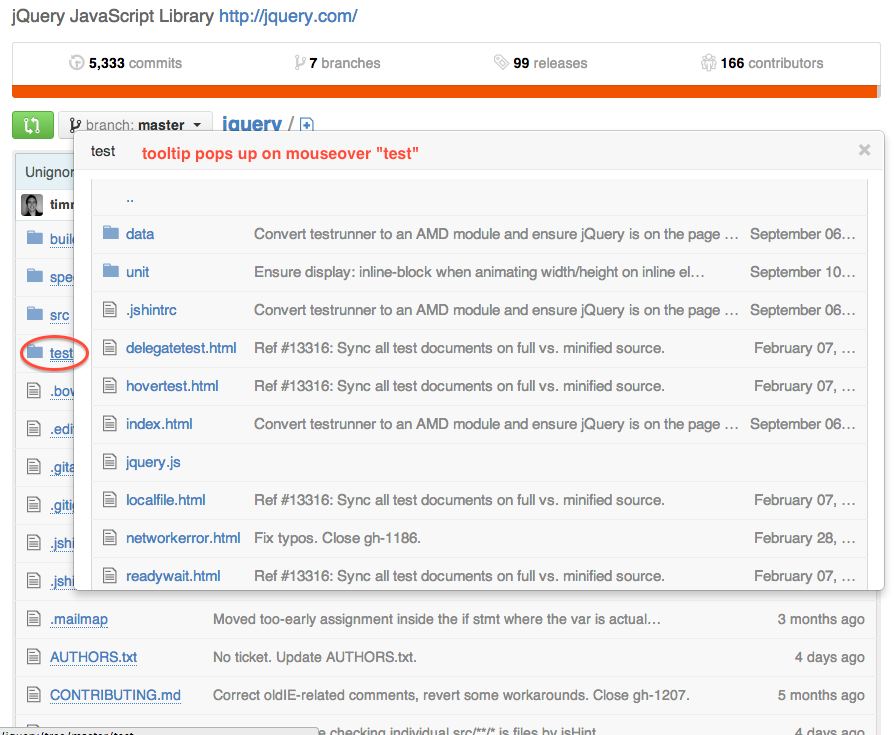 jQuery JavaScript Library http://jquery.com/
5,333 commits 7 branches 99 releases 166 contributors
branch: master jquery /
test tooltip pops up on mouseover "test" ×
Unignor
timm
..
data Convert testrunner to an AMD module and ensure jQuery is on the page … September 06…
buil
unit Ensure display: inline-block when animating width/height on inline el… September 10…
spe
.jshintrc Convert testrunner to an AMD module and ensure jQuery is on the page … September 06…
src
delegatetest.html Ref #13316: Sync all test documents on full vs. minified source. February 07, …
test
hovertest.html Ref #13316: Sync all test documents on full vs. minified source. February 07, …
.bow
index.html Convert testrunner to an AMD module and ensure jQuery is on the page … September 06…
.edit
jquery.js
.gita
localfile.html Ref #13316: Sync all test documents on full vs. minified source. February 07, …
.gitig
networkerror.html Fix typos. Close gh-1186. February 28, …
.jshi
readywait.html Ref #13316: Sync all test documents on full vs. minified source. February 07, …
.jshi
.mailmap Moved too-early assignment inside the if stmt where the var is actual… 3 months ago
AUTHORS.txt No ticket. Update AUTHORS.txt. 4 days ago
CONTRIBUTING.md Correct oldIE-related comments, revert some workarounds. Close gh-1207. 5 months ago
/jquery/tree/master/test e checking individual src/**/* js files by jsHint 4 days ago